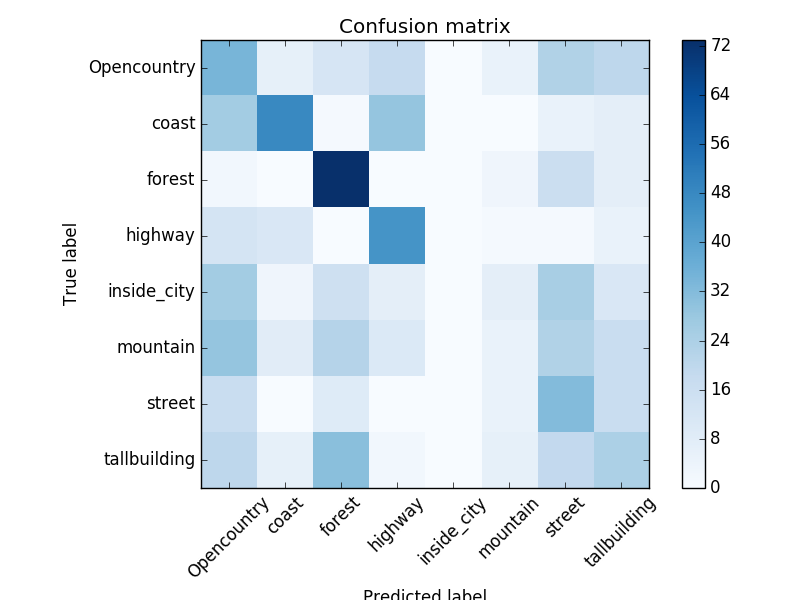 Confusion matrix
Opencountry
coast
forest
highway
inside_city
mountain
street
tallbuilding
True label
Opencountry
coast
forest
highway
inside_city
mountain
street
tallbuilding
Predicted label
72
64
56
48
40
32
24
16
8
0